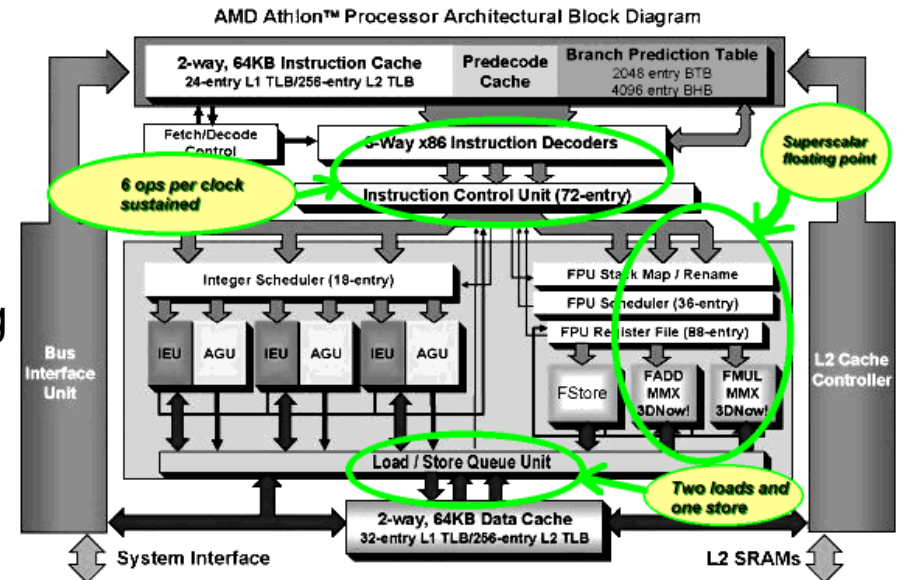 AMD Athlon™ Processor Architectural Block Diagram
2-way, 64KB Instruction Cache
24-entry L1 TLB/256-entry L2 TLB
Predecode
Cache
Branch Prediction Table
2048 entry BTB
4096 entry BHB
Fetch/Decode
Control
3-Way x86 Instruction Decoders
Superscalar
floating point
6 ops per clock
sustained
Instruction Control Unit (72-entry)
Integer Scheduler (18-entry)
FPU Stack Map / Rename
FPU Scheduler (36-entry)
FPU Register File (88-entry)
g
Bus
Interface
Unit
IEU
AGU
IEU
AGU
IEU
AGU
FStore
FADD
MMX
3DNow!
FMUL
MMX
3DNow!
L2 Cache
Controller
Load / Store Queue Unit
Two loads and
one store
2-way, 64KB Data Cache
32-entry L1 TLB/256-entry L2 TLB
System Interface
L2 SRAMs